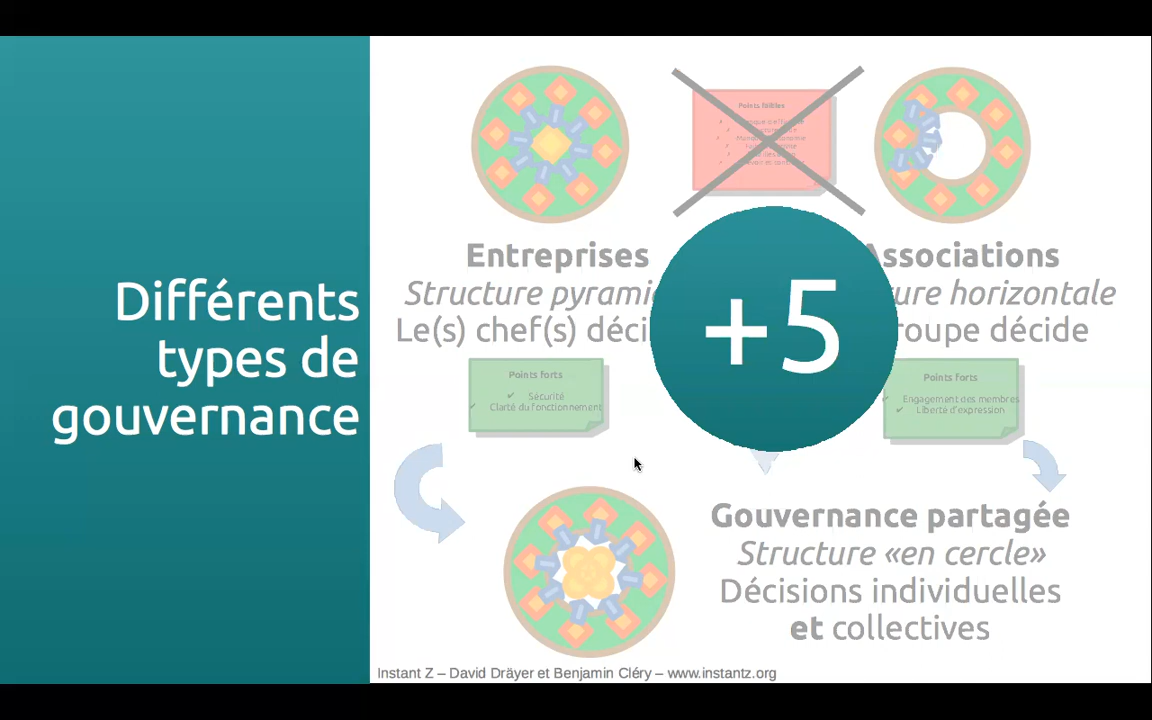 Différents
types de
gouvernance
Points faibles
Entreprises
Structure pyrami
Le(s) chef(s) déci
+5
Associations
ure horizontale
roupe décide
Points forts
✔ Sécurité
✔ Clarté du fonctionnement
Points forts
✔ Engagement des membres
✔ Liberté d'expression
Gouvernance partagée
Structure «en cercle»
Décisions individuelles
et collectives
Instant Z – David Dräyer et Benjamin Cléry – www.instantz.org